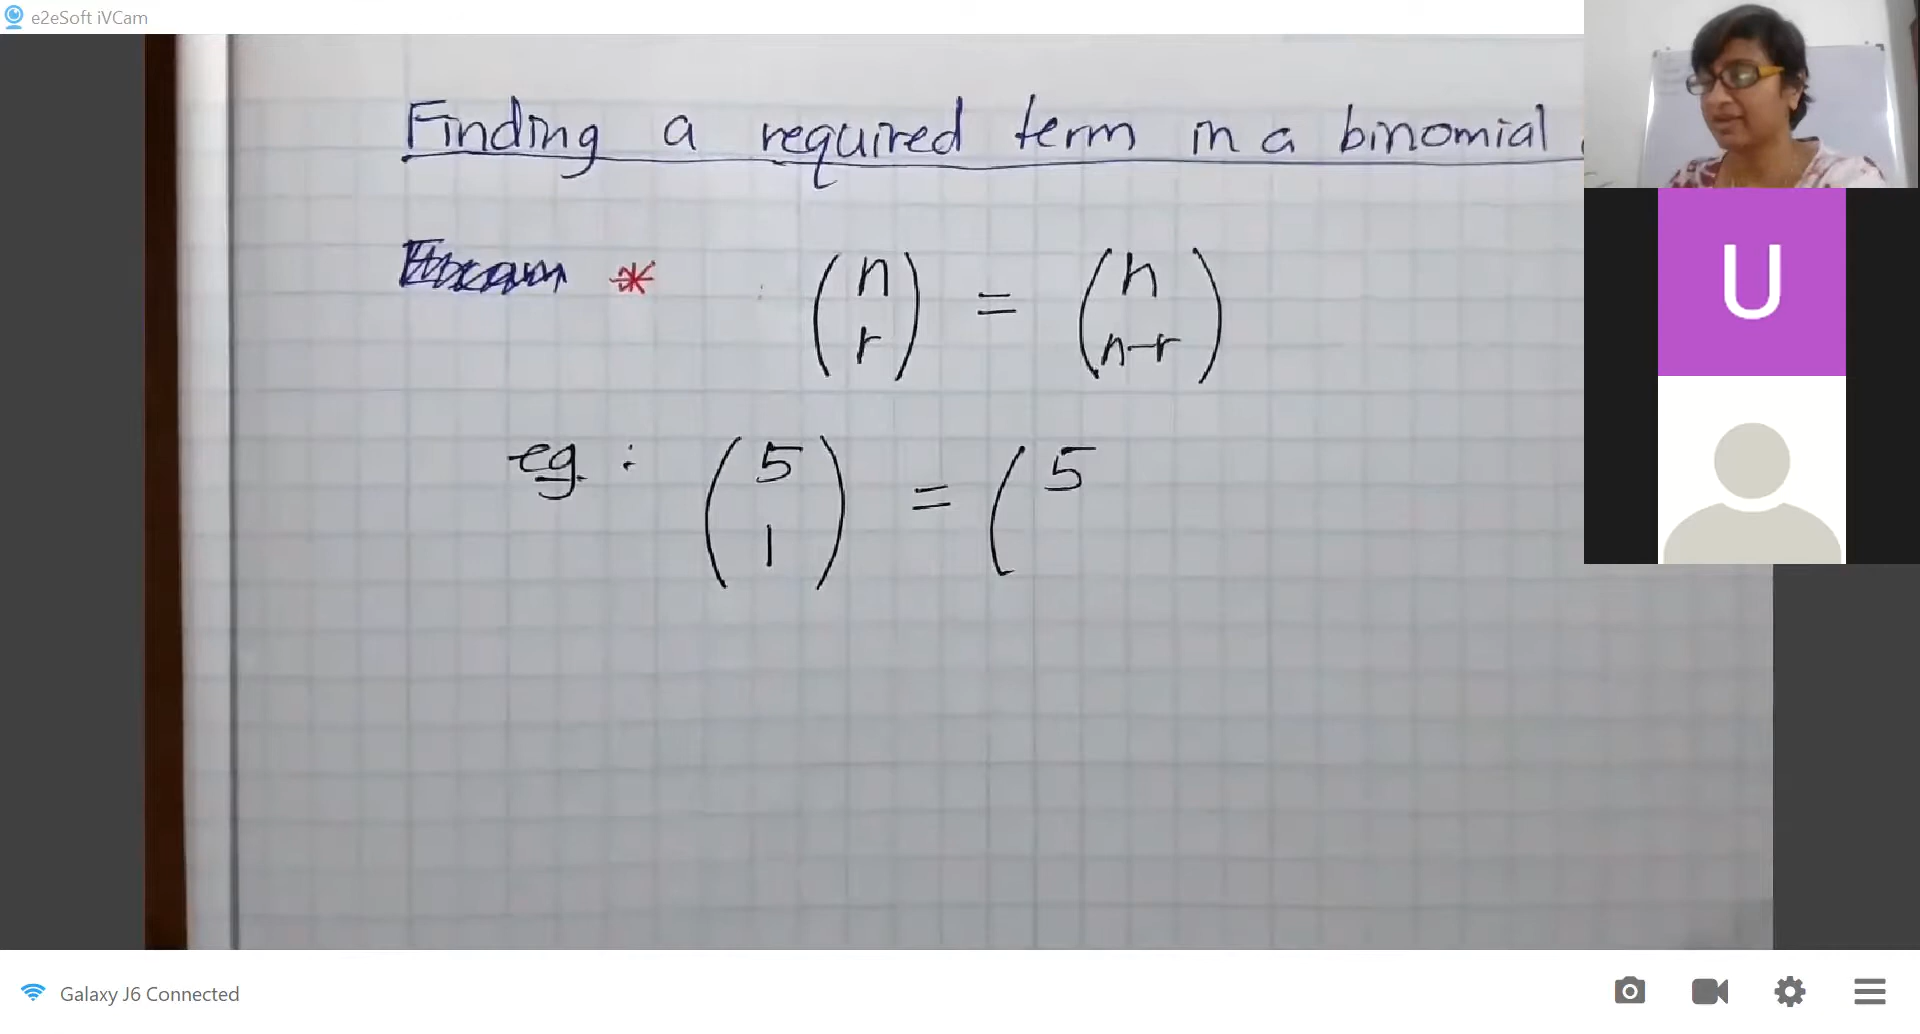 e2eSoft iVCam
Finding a required term in a binomial
* (n r) = (n n-r)
eg : (5 1) = (5
U
Galaxy J6 Connected